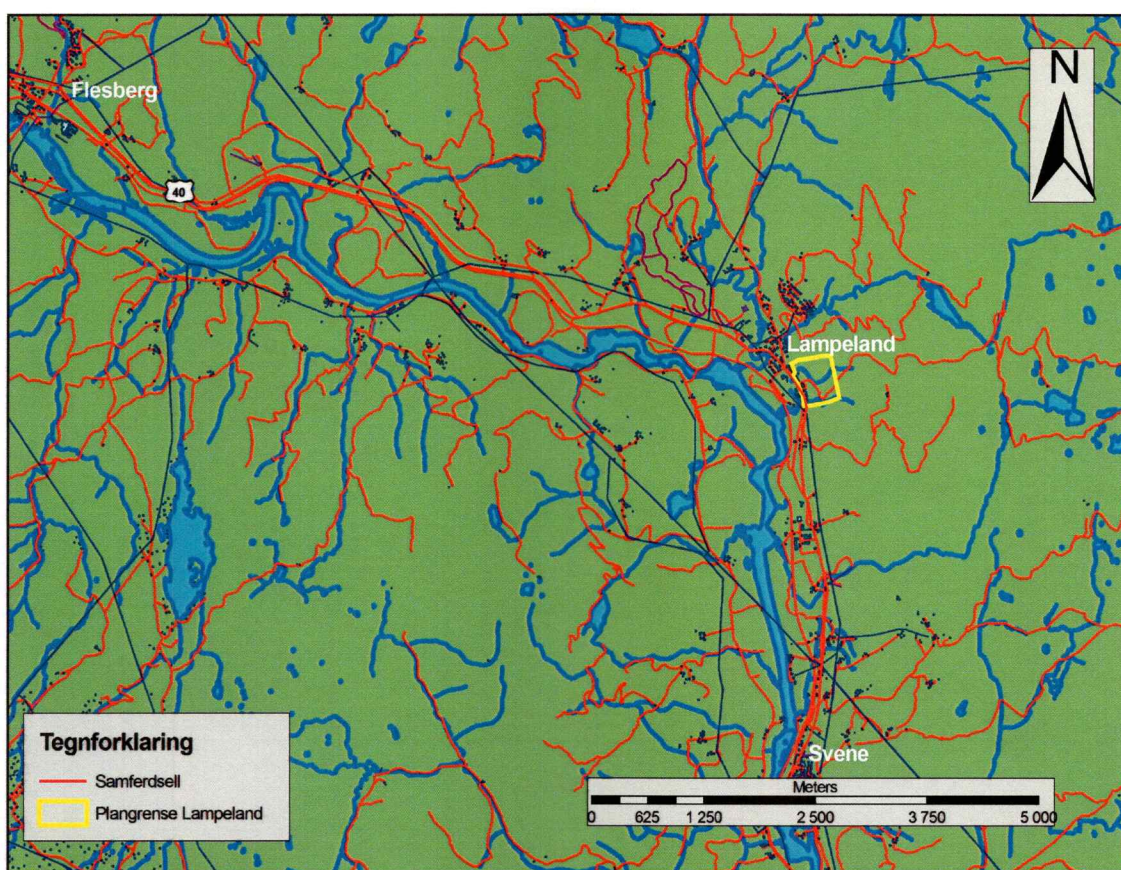 Flesberg
N
40
Lampeland
Svene
Tegnforklaring
Samferdsell
Plangrense Lampeland
Meters
0 625 1 250 2 500 3 750 5 000